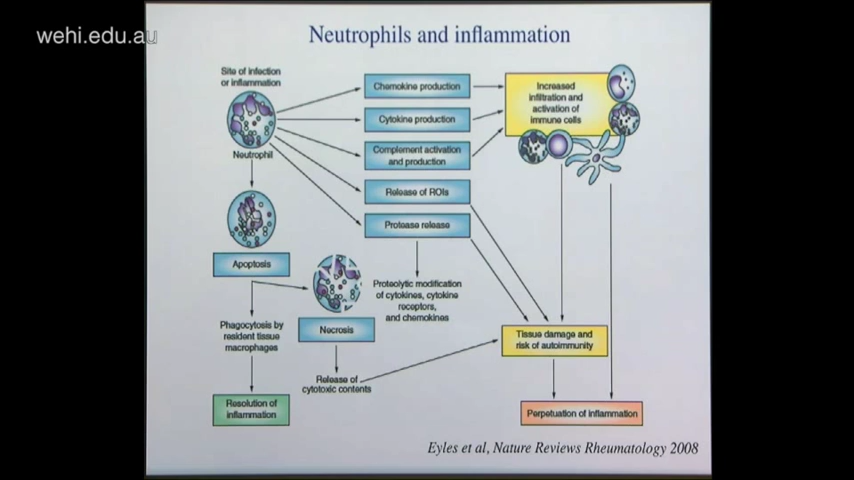 wehi.edu.au
Neutrophils and inflammation
Site of infection
or inflammation
Neutrophil
Chemokine production
Cytokine production
Complement activation
and production
Release of ROIs
Protease release
Increased
infiltration and
activation of
immune cells
Apoptosis
Proteolytic modification
of cytokines, cytokine
receptors,
and chemokines
Phagocytosis by
resident tissue
macrophages
Necrosis
Tissue damage and
risk of autoimmunity
Release of
cytotoxic contents
Resolution of
inflammation
Perpetuation of inflammation
Eyles et al, Nature Reviews Rheumatology 2008